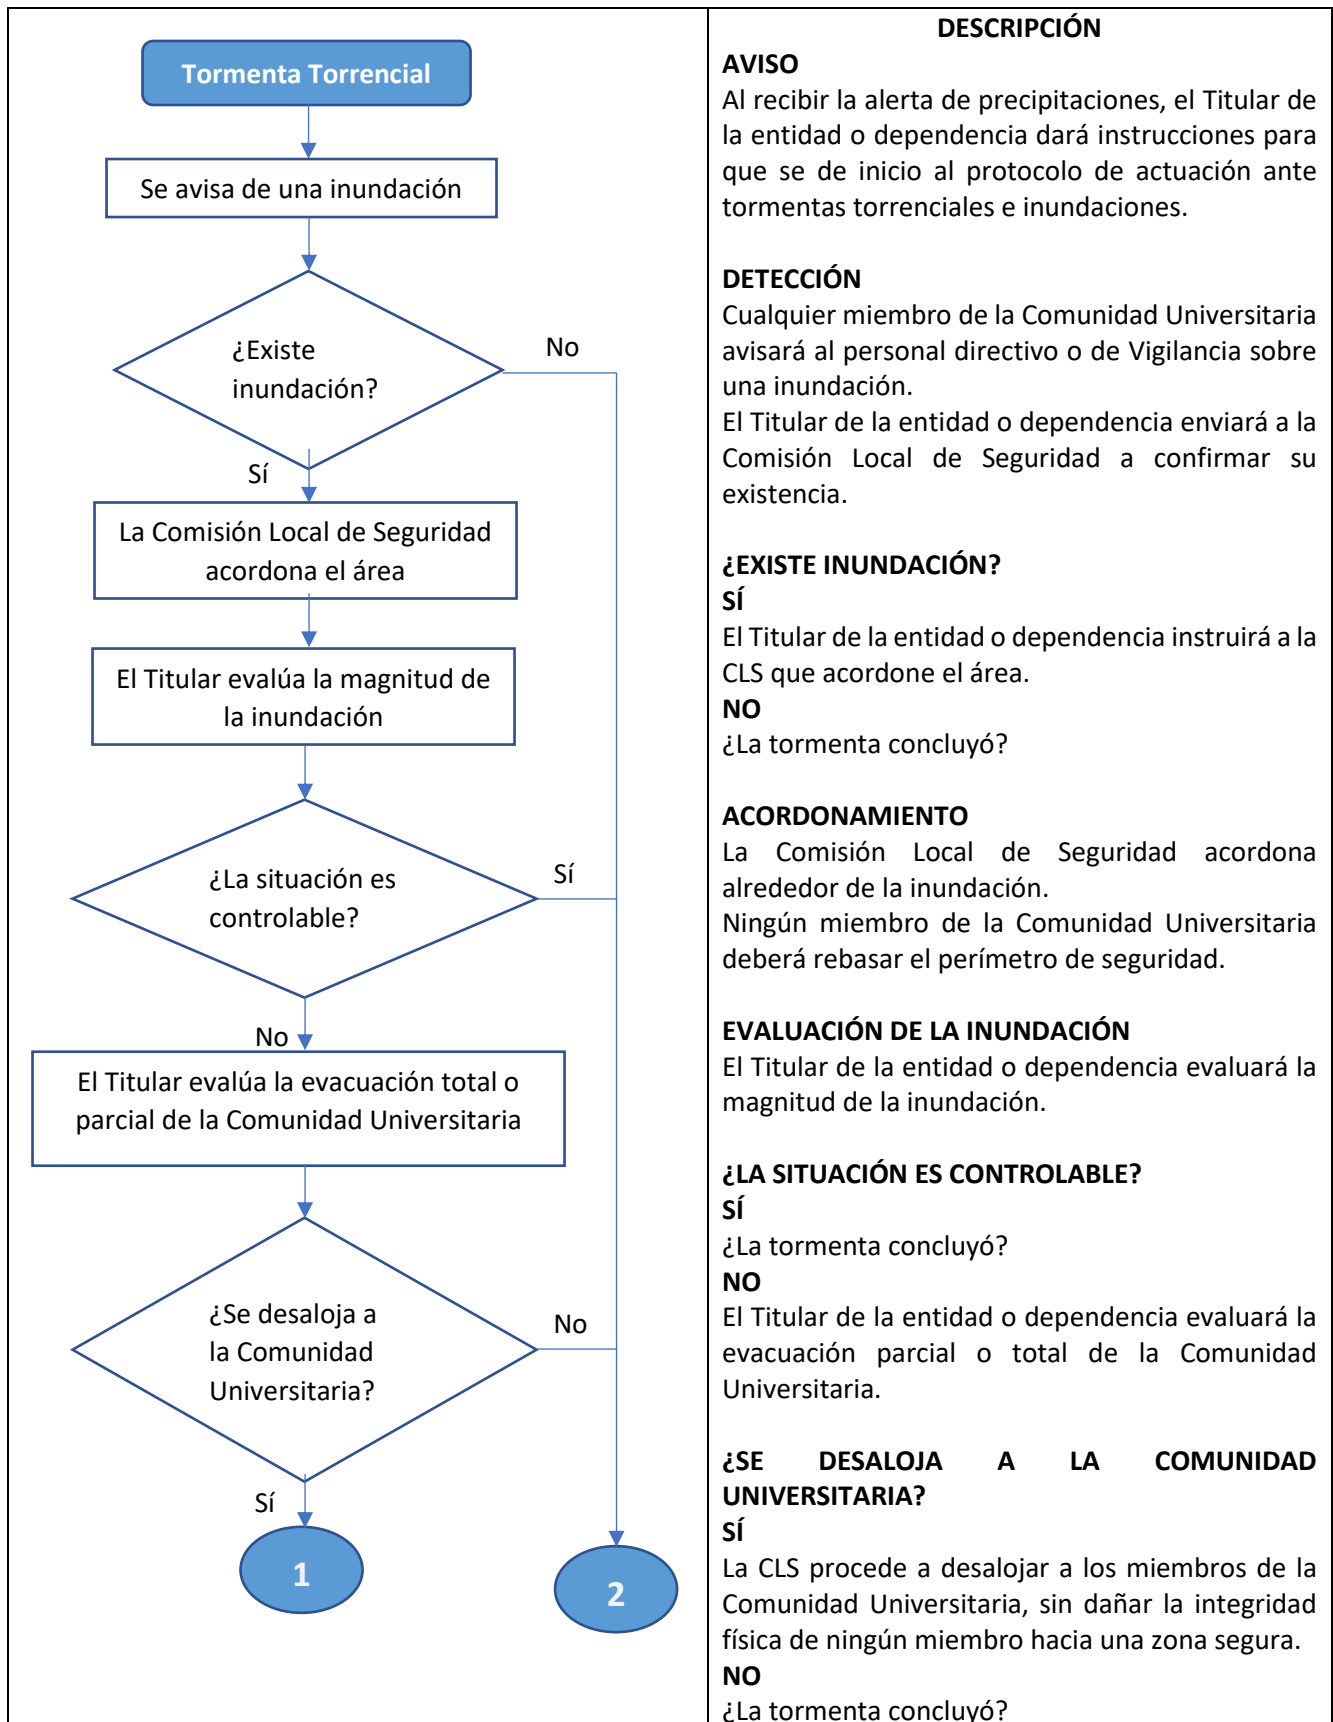 Tormenta Torrencial
Se avisa de una inundación
¿Existe
inundación?
No
Sí
La Comisión Local de Seguridad
acordona el área
El Titular evalúa la magnitud de
la inundación
¿La situación es
controlable?
Sí
No
El Titular evalúa la evacuación total o
parcial de la Comunidad Universitaria
¿Se desaloja a
la Comunidad
Universitaria?
No
Sí
1
2
DESCRIPCIÓN
AVISO
Al recibir la alerta de precipitaciones, el Titular de
la entidad o dependencia dará instrucciones para
que se de inicio al protocolo de actuación ante
tormentas torrenciales e inundaciones.
DETECCIÓN
Cualquier miembro de la Comunidad Universitaria
avisará al personal directivo o de Vigilancia sobre
una inundación.
El Titular de la entidad o dependencia enviará a la
Comisión Local de Seguridad a confirmar su
existencia.
¿EXISTE INUNDACIÓN?
SÍ
El Titular de la entidad o dependencia instruirá a la
CLS que acordone el área.
NO
¿La tormenta concluyó?
ACORDONAMIENTO
La Comisión Local de Seguridad acordona
alrededor de la inundación.
Ningún miembro de la Comunidad Universitaria
deberá rebasar el perímetro de seguridad.
EVALUACIÓN DE LA INUNDACIÓN
El Titular de la entidad o dependencia evaluará la
magnitud de la inundación.
¿LA SITUACIÓN ES CONTROLABLE?
SÍ
¿La tormenta concluyó?
NO
El Titular de la entidad o dependencia evaluará la
evacuación parcial o total de la Comunidad
Universitaria.
¿SE DESALOJA A LA COMUNIDAD
UNIVERSITARIA?
SÍ
La CLS procede a desalojar a los miembros de la
Comunidad Universitaria, sin dañar la integridad
física de ningún miembro hacia una zona segura.
NO
¿La tormenta concluyó?